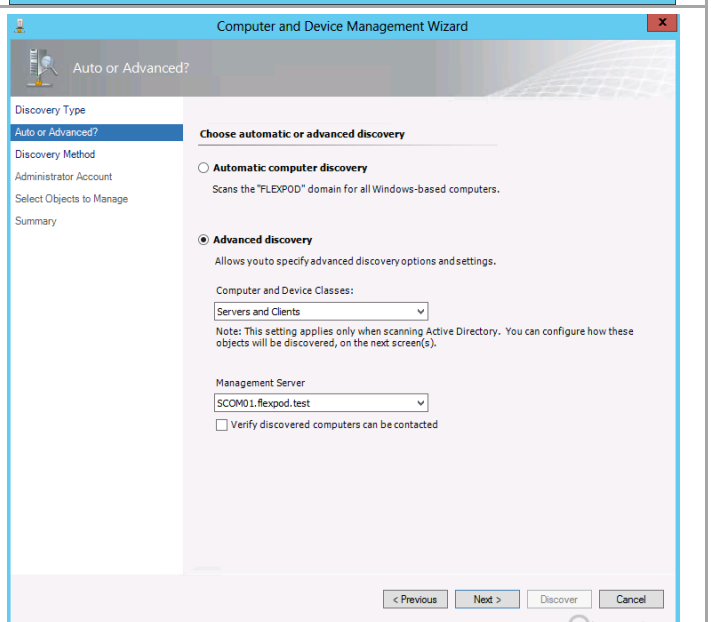 Computer and Device Management Wizard
x
Auto or Advanced?
Discovery Type
Auto or Advanced?
Discovery Method
Administrator Account
Select Objects to Manage
Summary
Choose automatic or advanced discovery
Automatic computer discovery
Scans the "FLEXPOD" domain for all Windows-based computers.
Advanced discovery
Allows you to specify advanced discovery options and settings.
Computer and Device Classes:
Servers and Clients
Note: This setting applies only when scanning Active Directory. You can configure how these
objects will be discovered, on the next screen(s).
Management Server
SCOM01.flexpod.test
Verify discovered computers can be contacted
< Previous
Next >
Discover
Cancel